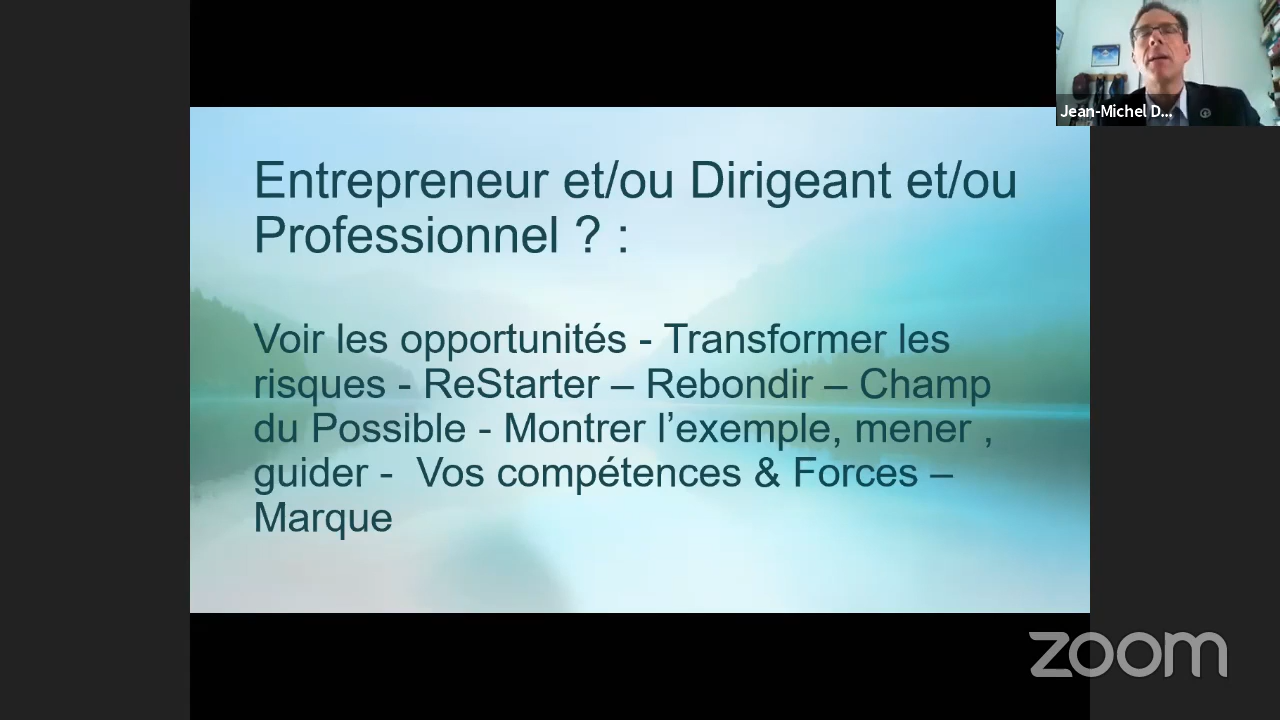 Jean-Michel D...
Entrepreneur et/ou Dirigeant et/ou
Professionnel ? :
Voir les opportunités - Transformer les
risques - ReStarter – Rebondir – Champ
du Possible - Montrer l’exemple, mener ,
guider -  Vos compétences & Forces –
Marque
zoom